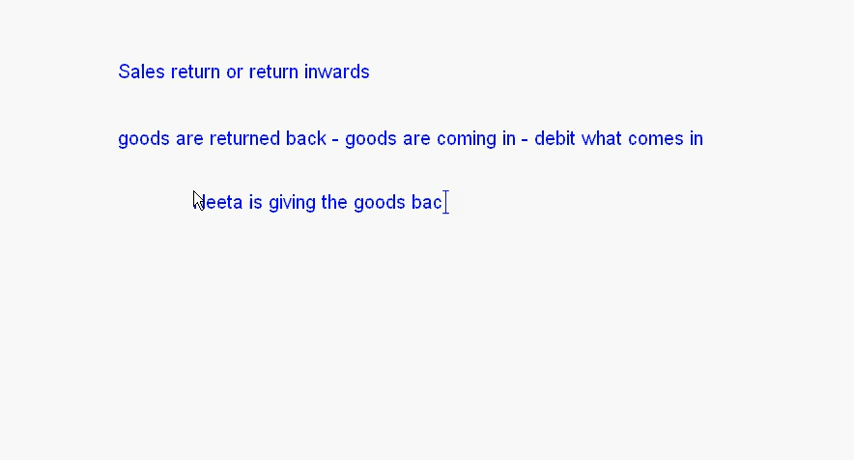 Sales return or return inwards
goods are returned back - goods are coming in - debit what comes in
Neeta is giving the goods bac